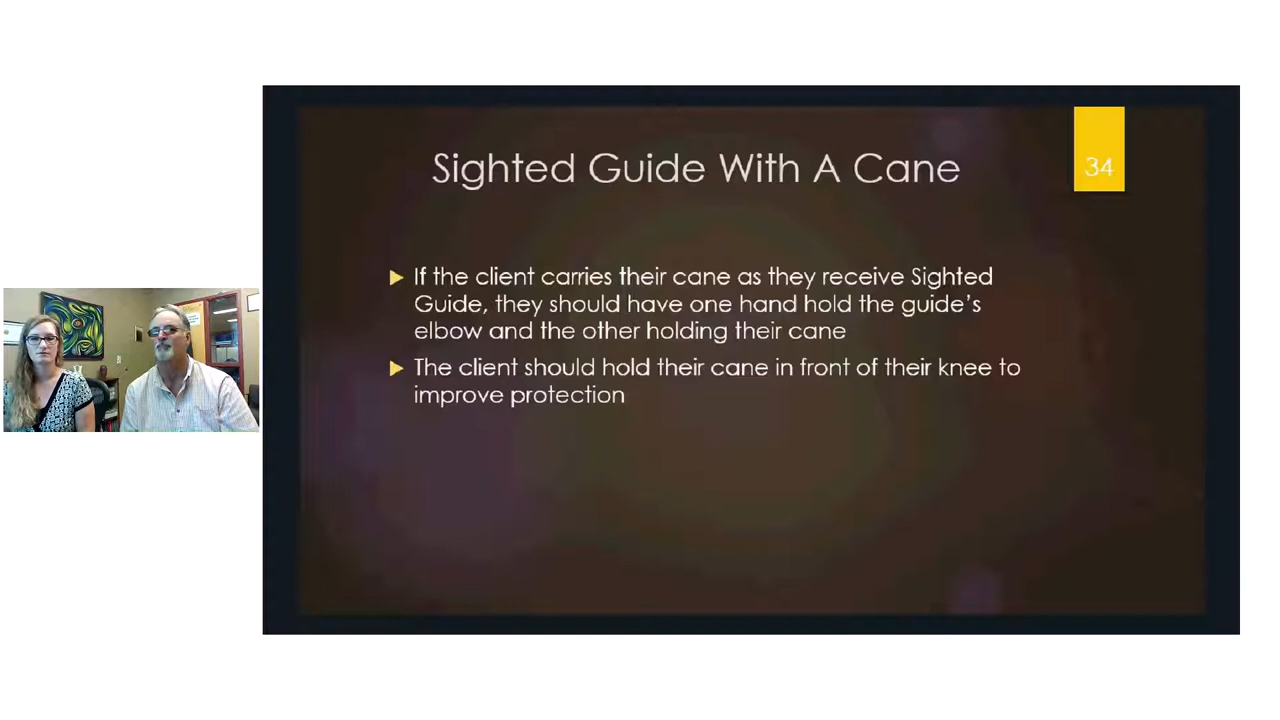 Sighted Guide With A Cane
34
If the client carries their cane as they receive Sighted
Guide, they should have one hand hold the guide's
elbow and the other holding their cane
The client should hold their cane in front of their knee to
improve protection